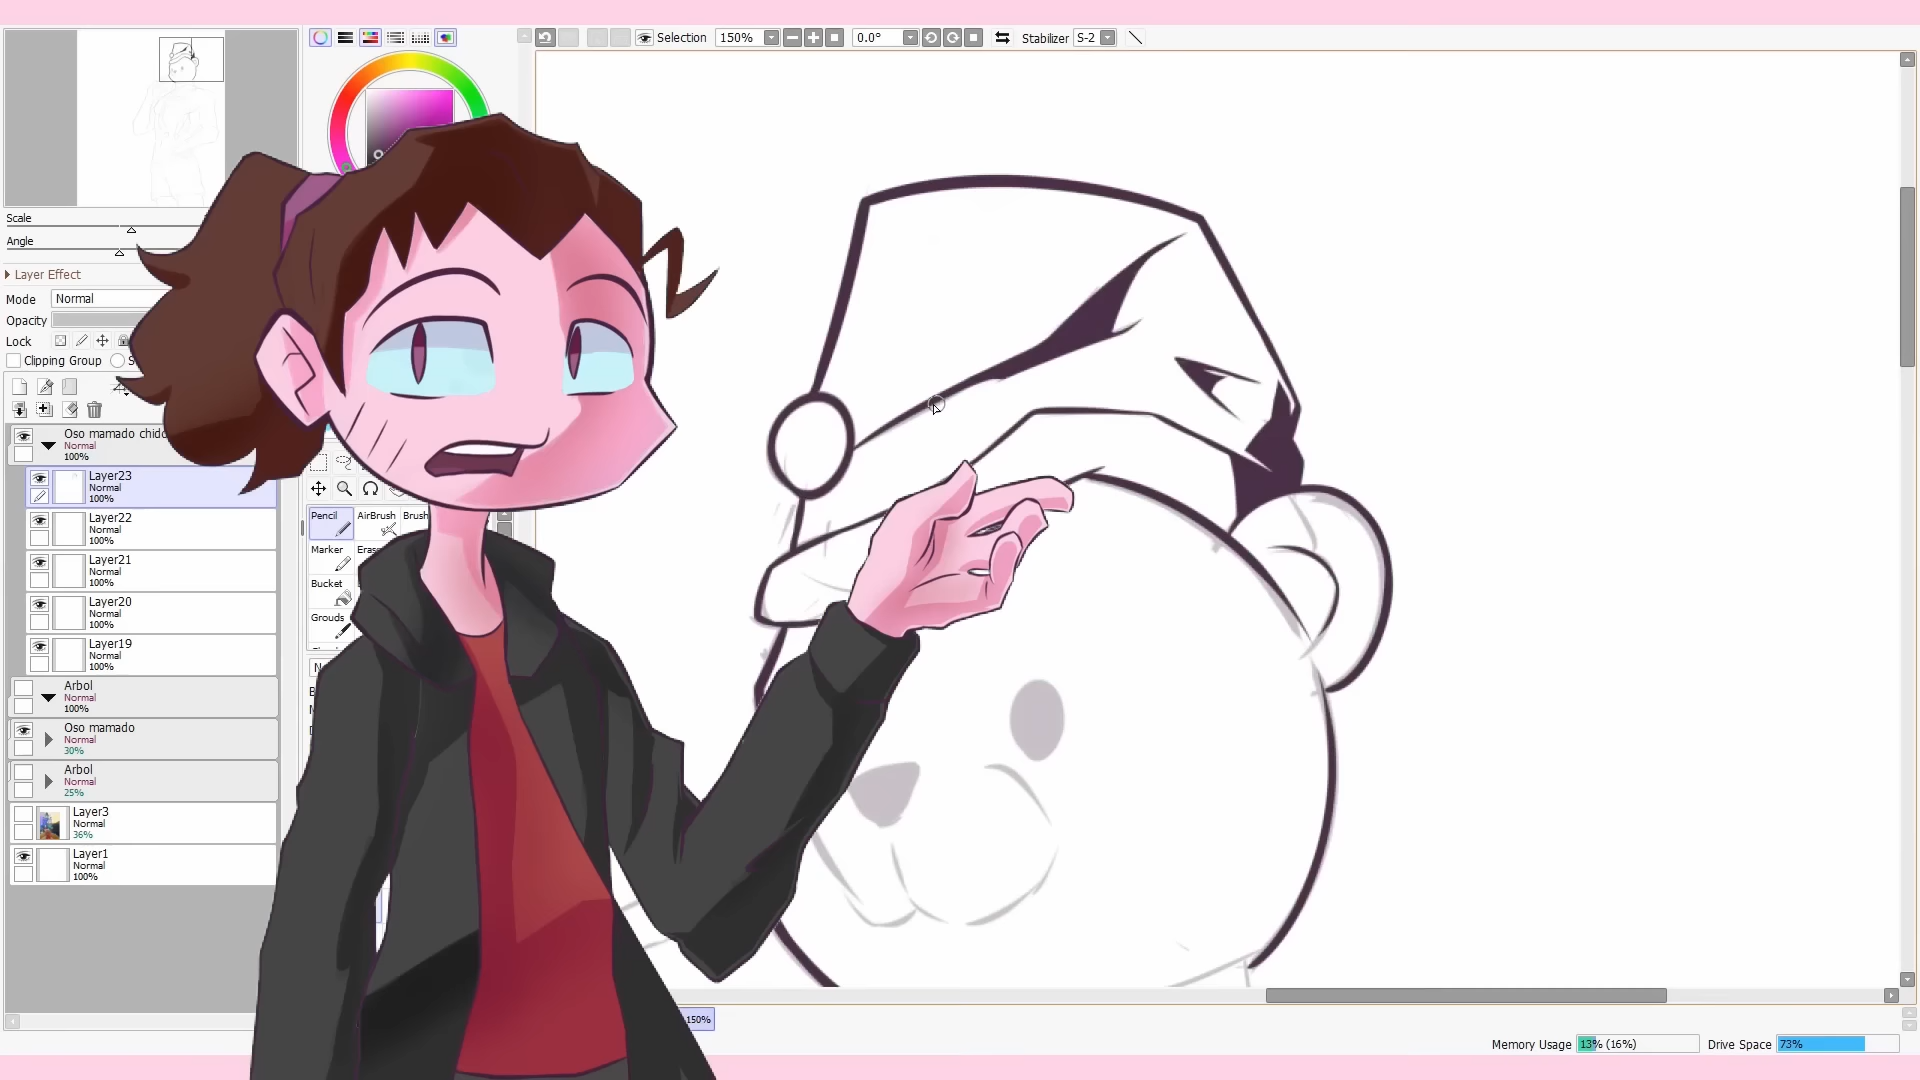 Selection 150% 0.0° Stabilizer S-2
Scale
Angle
Layer Effect
Mode Normal
Opacity
Lock
Clipping Group
Oso mamado chido
Normal
100%
Layer23
Normal
100%
Layer22
Normal
100%
Layer21
Normal
100%
Layer20
Normal
100%
Layer19
Normal
100%
Arbol
Normal
100%
Oso mamado
Normal
30%
Arbol
Normal
25%
Layer3
Normal
36%
Layer1
Normal
100%
Pencil AirBrush Brush
Marker
Bucket
Grouds
150%
Memory Usage 13% (16%) Drive Space 73%